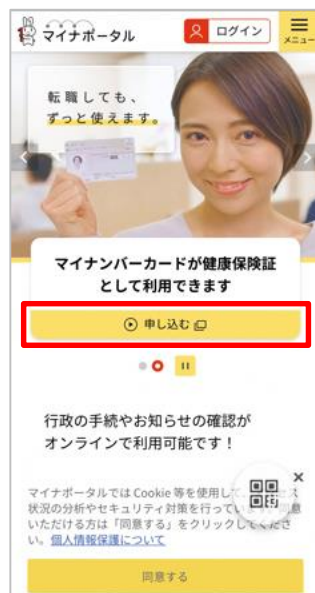 マイナポータル
ログイン
メニュー
転職しても、
ずっと使えます。
マイナンバーカードが健康保険証
として利用できます
申し込む
行政の手続やお知らせの確認が
オンラインで利用可能です！
マイナポータルでは Cookie 等を使用して、
状況の分析やセキュリティ対策を行って
いただける方は「同意する」をクリックしてくださ
い。個人情報保護について
同意する